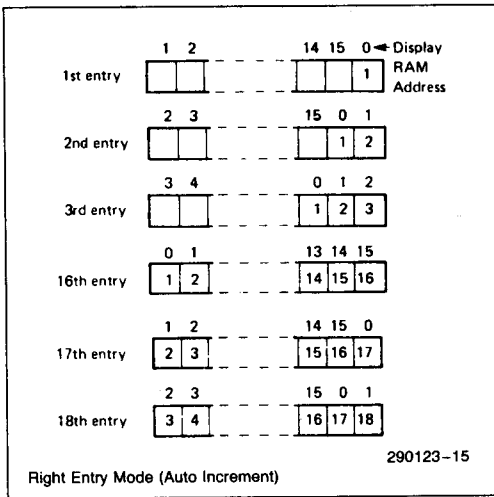 1 2 14 15 0 Display
RAM
Address
1st entry 1
2 3 15 0 1
2nd entry 1 2
3 4 0 1 2
3rd entry 1 2 3
0 1 13 14 15
16th entry 1 2 14 15 16
1 2 14 15 0
17th entry 2 3 15 16 17
2 3 15 0 1
18th entry 3 4 16 17 18
290123–15
Right Entry Mode (Auto Increment)